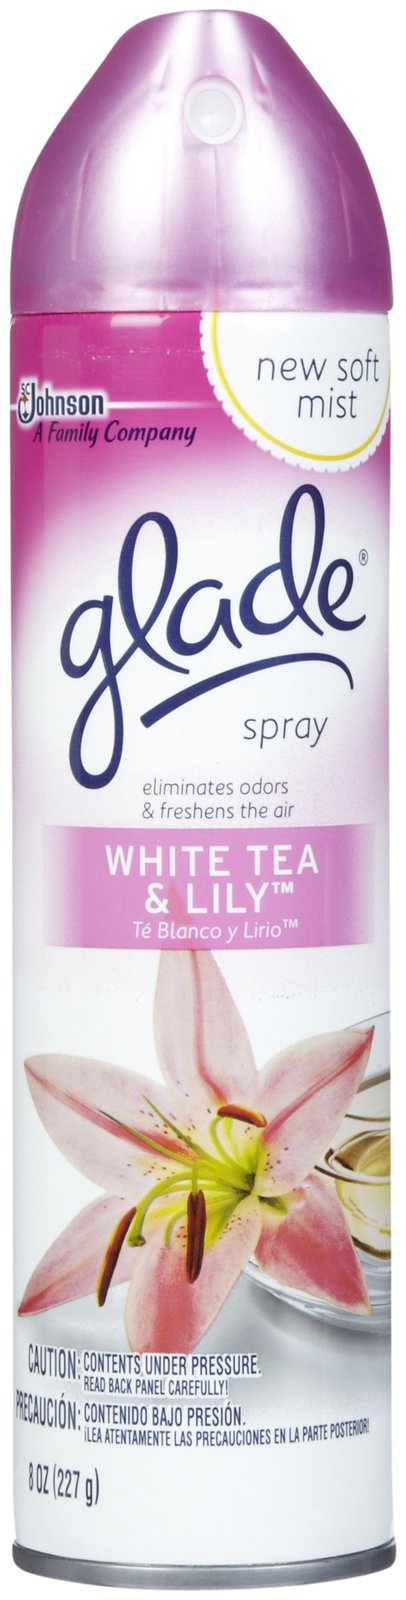 new soft
mist
SC Johnson
A Family Company
glade®
spray
eliminates odors
& freshens the air
WHITE TEA
& LILY™
Té Blanco y Lirio™
CAUTION: CONTENTS UNDER PRESSURE.
READ BACK PANEL CAREFULLY!
PRECAUCIÓN: CONTENIDO BAJO PRESIÓN.
¡LEA ATENTAMENTE LAS PRECAUCIONES EN LA PARTE POSTERIOR!
8 OZ (227 g)